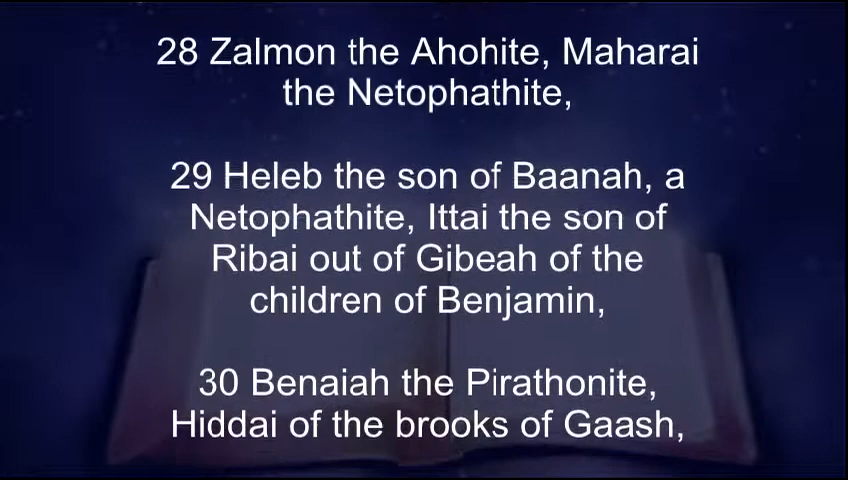 28 Zalmon the Ahohite, Maharai
the Netophathite,
29 Heleb the son of Baanah, a
Netophathite, Ittai the son of
Ribai out of Gibeah of the
children of Benjamin,
30 Benaiah the Pirathonite,
Hiddai of the brooks of Gaash,